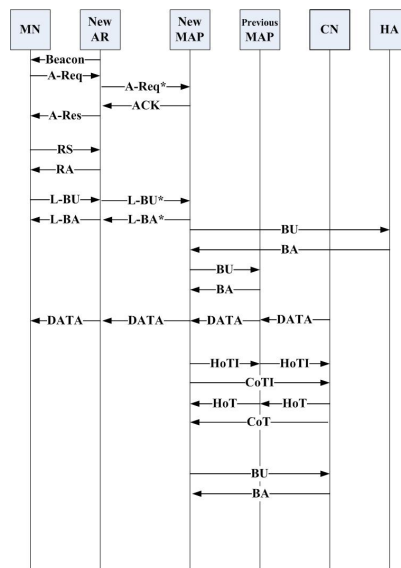 MN
New
AR
New
MAP
Previous
MAP
CN
HA
Beacon
A-Req
A-Req*
ACK
A-Res
RS
RA
L-BU
L-BU*
L-BA
L-BA*
BU
BA
BU
BA
DATA
DATA
DATA
DATA
HoTI
HoTI
CoTI
HoT
HoT
CoT
BU
BA